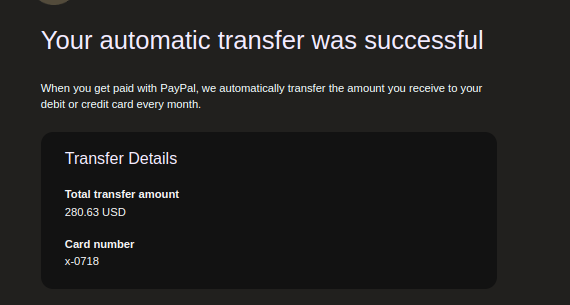 Your automatic transfer was successful
When you get paid with PayPal, we automatically transfer the amount you receive to your
debit or credit card every month.
Transfer Details
Total transfer amount
280.63 USD
Card number
x-0718